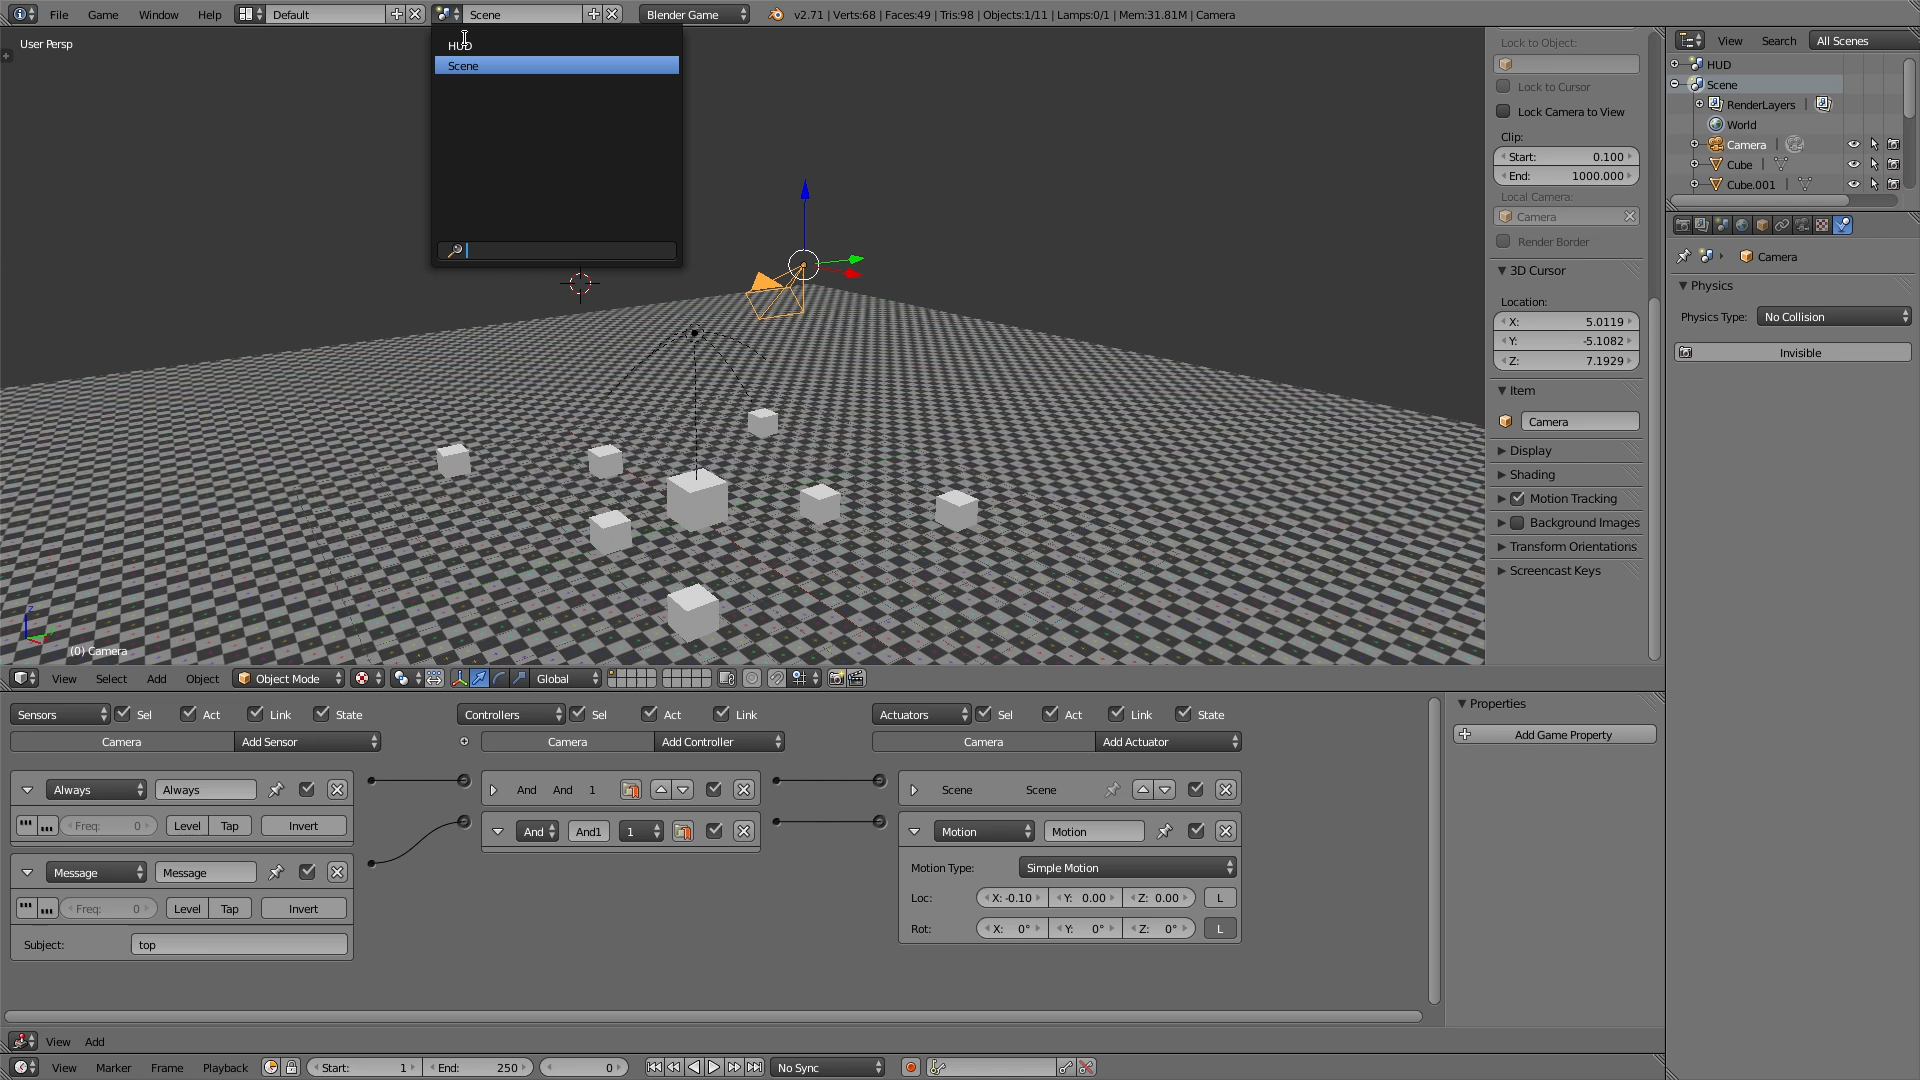 File Game Window Help Default Scene Blender Game v2.71 | Verts:68 | Faces:49 | Tris:98 | Objects:1/11 | Lamps:0/1 | Mem:31.81M | Camera
User Persp
HUD
Scene
(0) Camera
Lock to Object:
Lock to Cursor
Lock Camera to View
Clip:
Start: 0.100
End: 1000.000
Local Camera:
Camera
Render Border
3D Cursor
Location:
X: 5.0119
Y: -5.1082
Z: 7.1929
Item
Camera
Display
Shading
Motion Tracking
Background Images
Transform Orientations
Screencast Keys
View Search All Scenes
HUD
Scene
RenderLayers |
World
Camera |
Cube |
Cube.001 |
Camera
Physics
Physics Type: No Collision
Invisible
View Select Add Object Object Mode Global
Sensors Sel Act Link State Controllers Sel Act Link Actuators Sel Act Link State
Camera Add Sensor Camera Add Controller Camera Add Actuator
Always Always
Freq: 0 Level Tap Invert
Message Message
Freq: 0 Level Tap Invert
Subject: top
And And 1
And And1 1
Scene Scene
Motion Motion
Motion Type: Simple Motion
Loc: X: -0.10 Y: 0.00 Z: 0.00 L
Rot: X: 0° Y: 0° Z: 0° L
Properties
Add Game Property
View Add
View Marker Frame Playback Start: 1 End: 250 0 No Sync